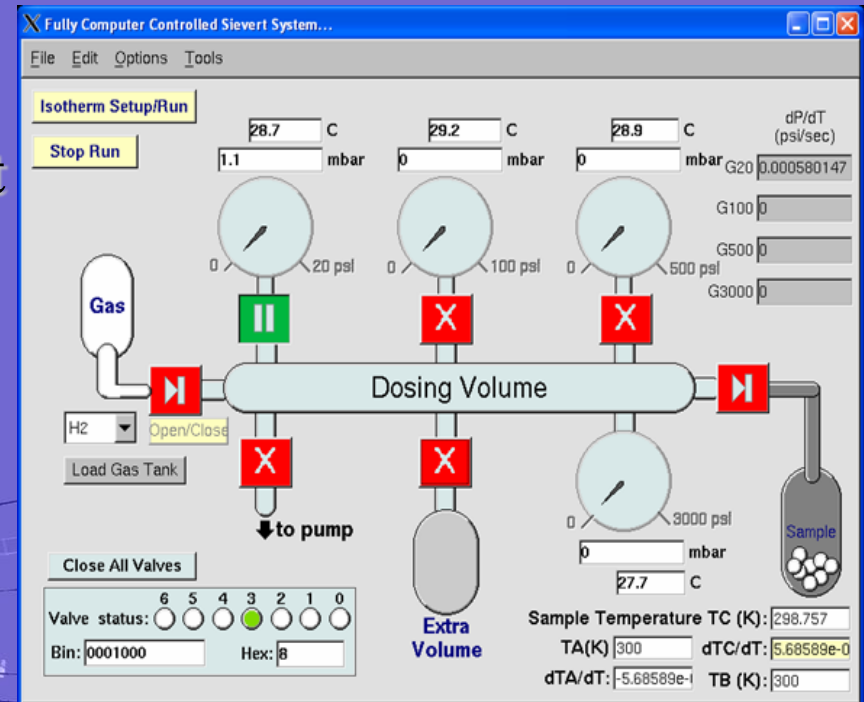 Fully Computer Controlled Sievert System...
File Edit Options Tools
Isotherm Setup/Run
Stop Run
28.7 C
1.1 mbar
29.2 C
0 mbar
28.9 C
0 mbar
dP/dT
(psi/sec)
G20 0.000580147
G100 0
G500 0
G3000 0
0 20 psI
0 100 psI
0 500 psI
Gas
Dosing Volume
H2 Open/Close
Load Gas Tank
to pump
0 3000 psI
Sample
0 mbar
27.7 C
Extra
Volume
Close All Valves
6 5 4 3 2 1 0
Valve status:
Bin: 0001000 Hex: 8
Sample Temperature TC (K): 298.757
TA(K) 300 dTC/dT: 5.68589e-0
dTA/dT: -5.68589e- TB (K): 300